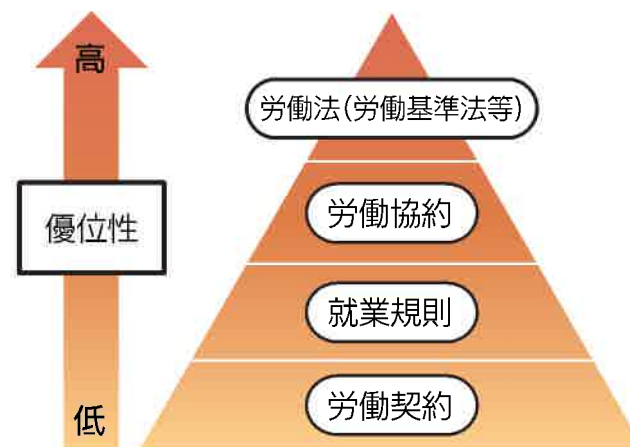 高
優位性
低
労働法(労働基準法等)
労働協約
就業規則
労働契約